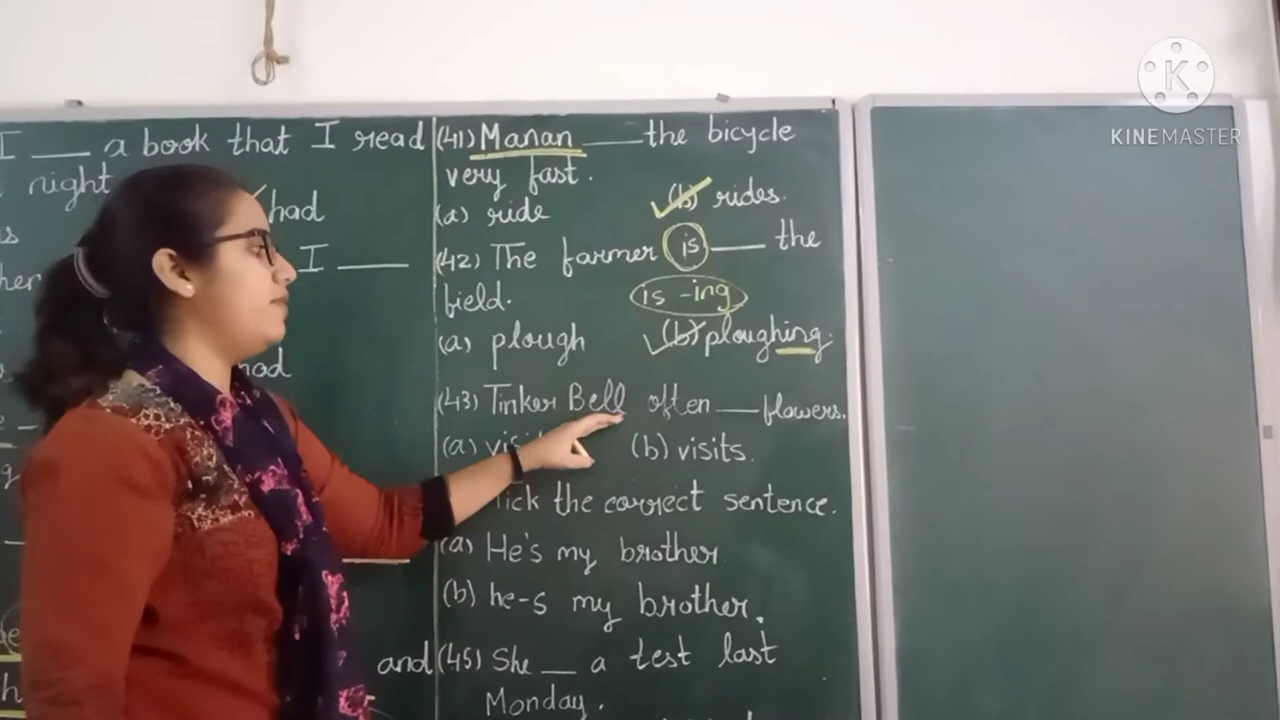 I ___ a book that I read
night
had
I ___
and
(41) Manan ___ the bicycle
very fast.
(a) ride (b) rides.
(42) The farmer is ___ the
field. is -ing
(a) plough (b) ploughing.
(43) Tinker Bell often ___ flowers.
(a) visit (b) visits.
Tick the correct sentence.
(a) He's my brother
(b) he-s my brother.
(45) She __ a test last
Monday.
K
KINEMASTER